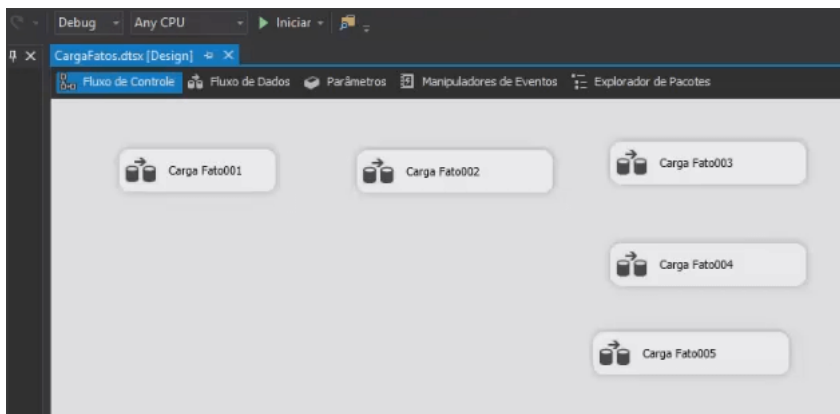 Debug Any CPU Iniciar
CargaFatos.dtsx [Design]
Fluxo de Controle Fluxo de Dados Parâmetros Manipuladores de Eventos Explorador de Pacotes
Carga Fato001
Carga Fato002
Carga Fato003
Carga Fato004
Carga Fato005